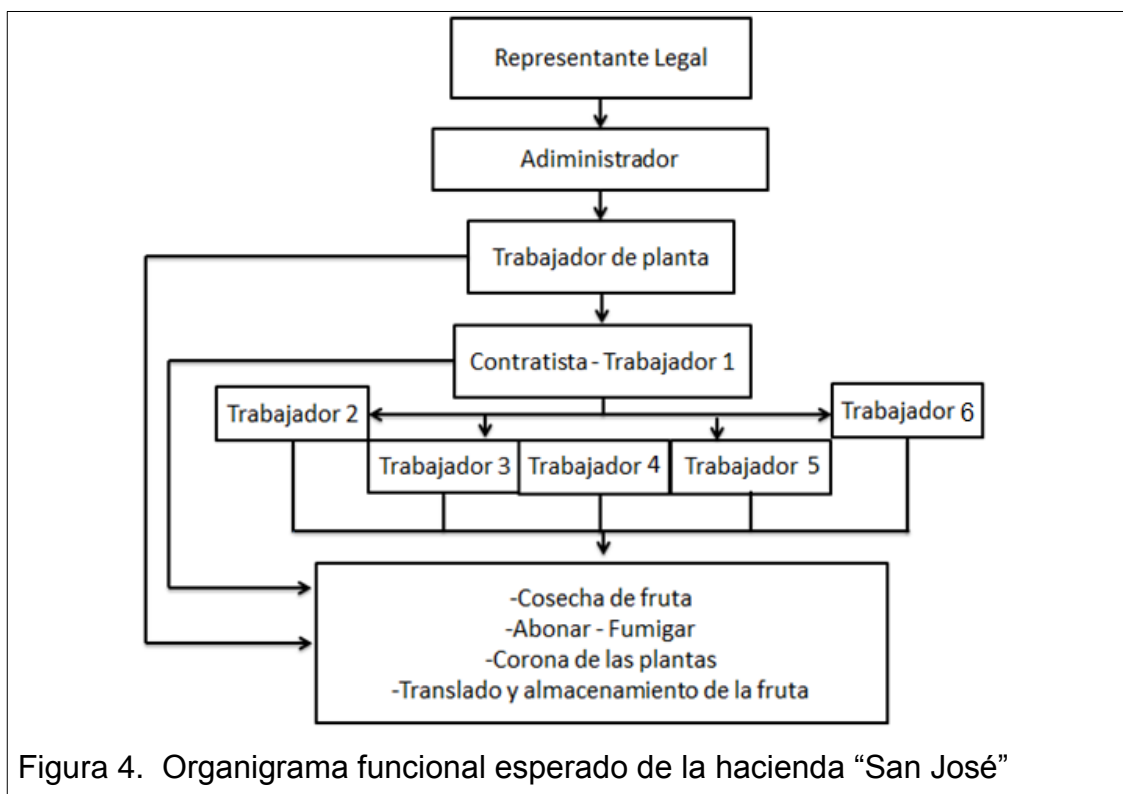 Representante Legal
Adiministrador
Trabajador de planta
Contratista - Trabajador 1
Trabajador 2
Trabajador 6
Trabajador 3
Trabajador 4
Trabajador 5
-Cosecha de fruta
-Abonar - Fumigar
-Corona de las plantas
-Translado y almacenamiento de la fruta
Figura 4. Organigrama funcional esperado de la hacienda “San José”